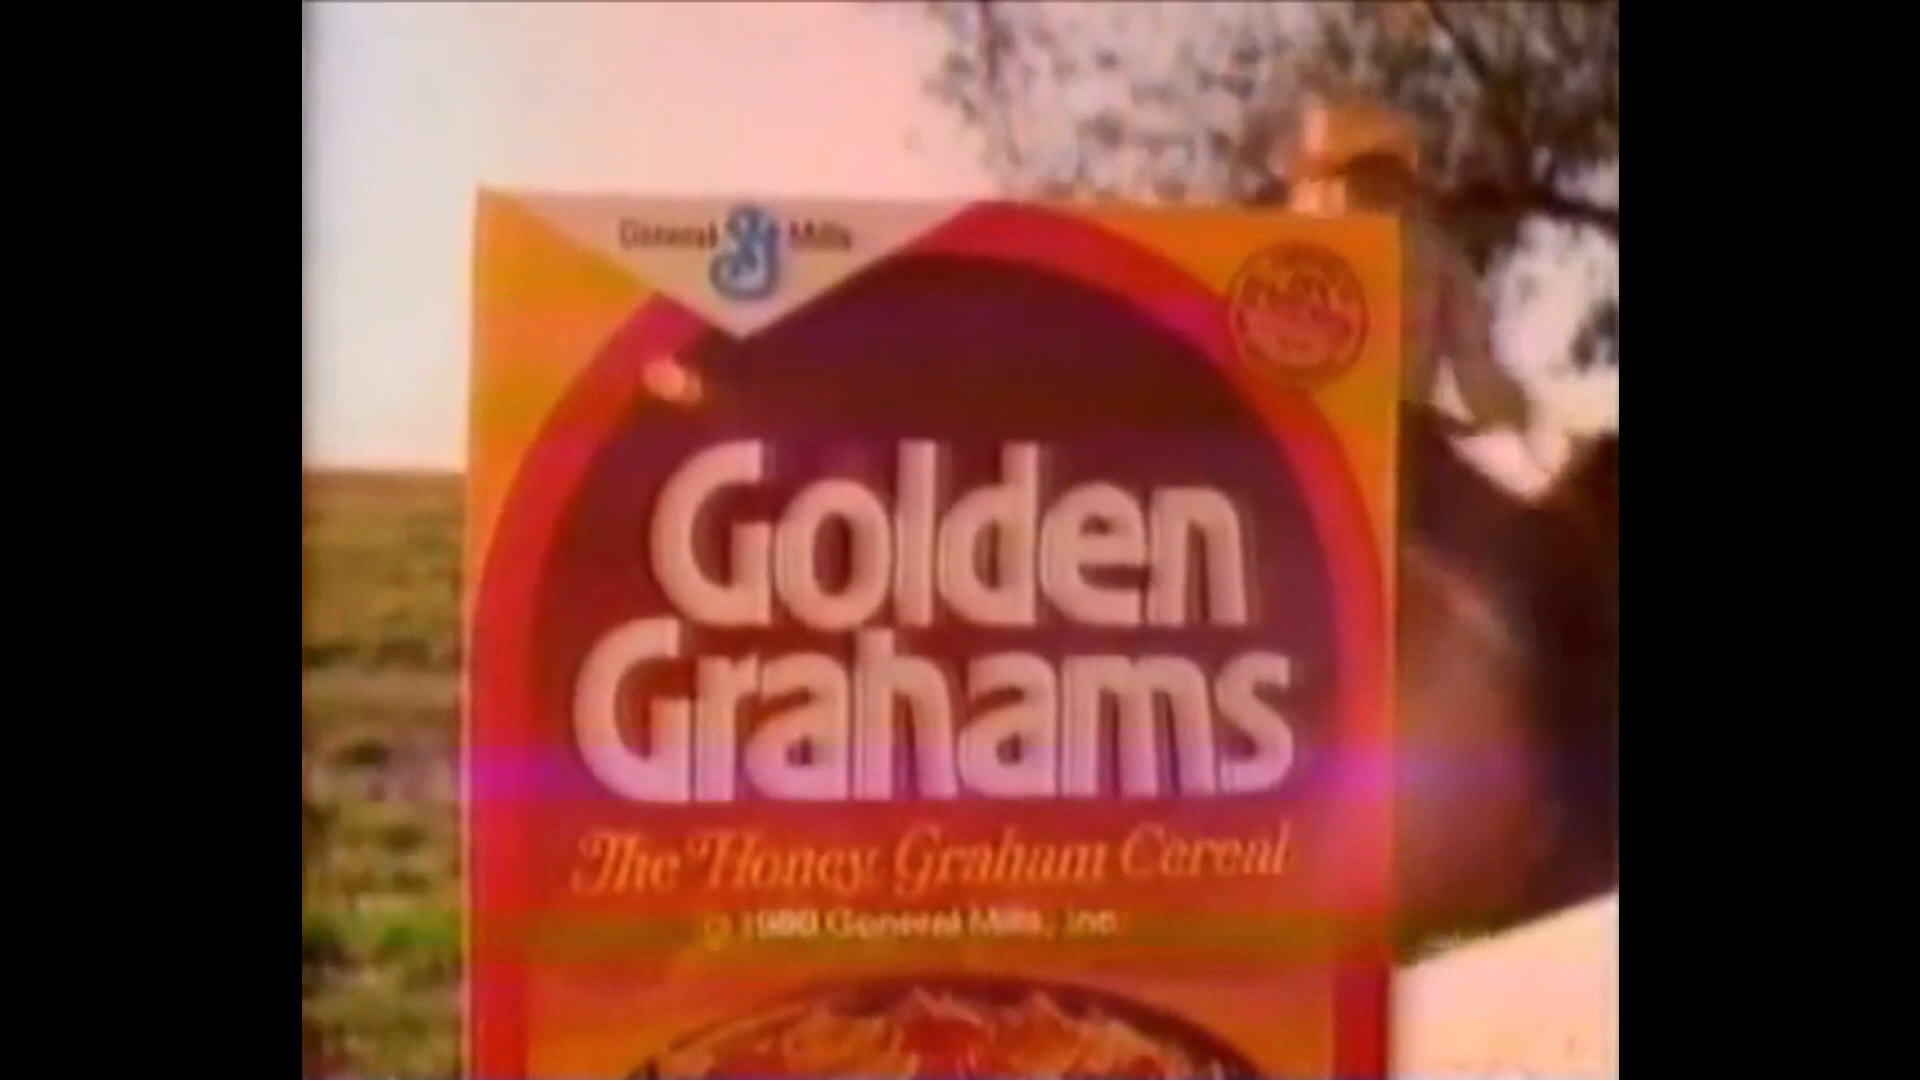 General Mills
Golden
Grahams
The Honey Graham Cereal
© 1980 General Mills, Inc.